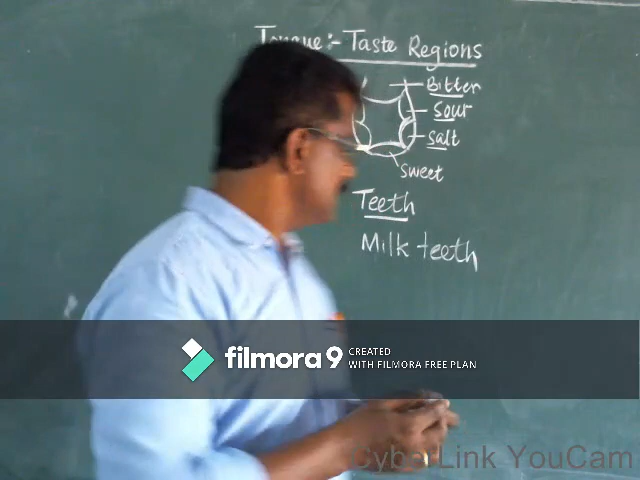 Tongue :- Taste Regions
Bitter
Sour
Salt
Sweet
Teeth
Milk teeth
filmora 9 CREATED
WITH FILMORA FREE PLAN
CyberLink YouCam